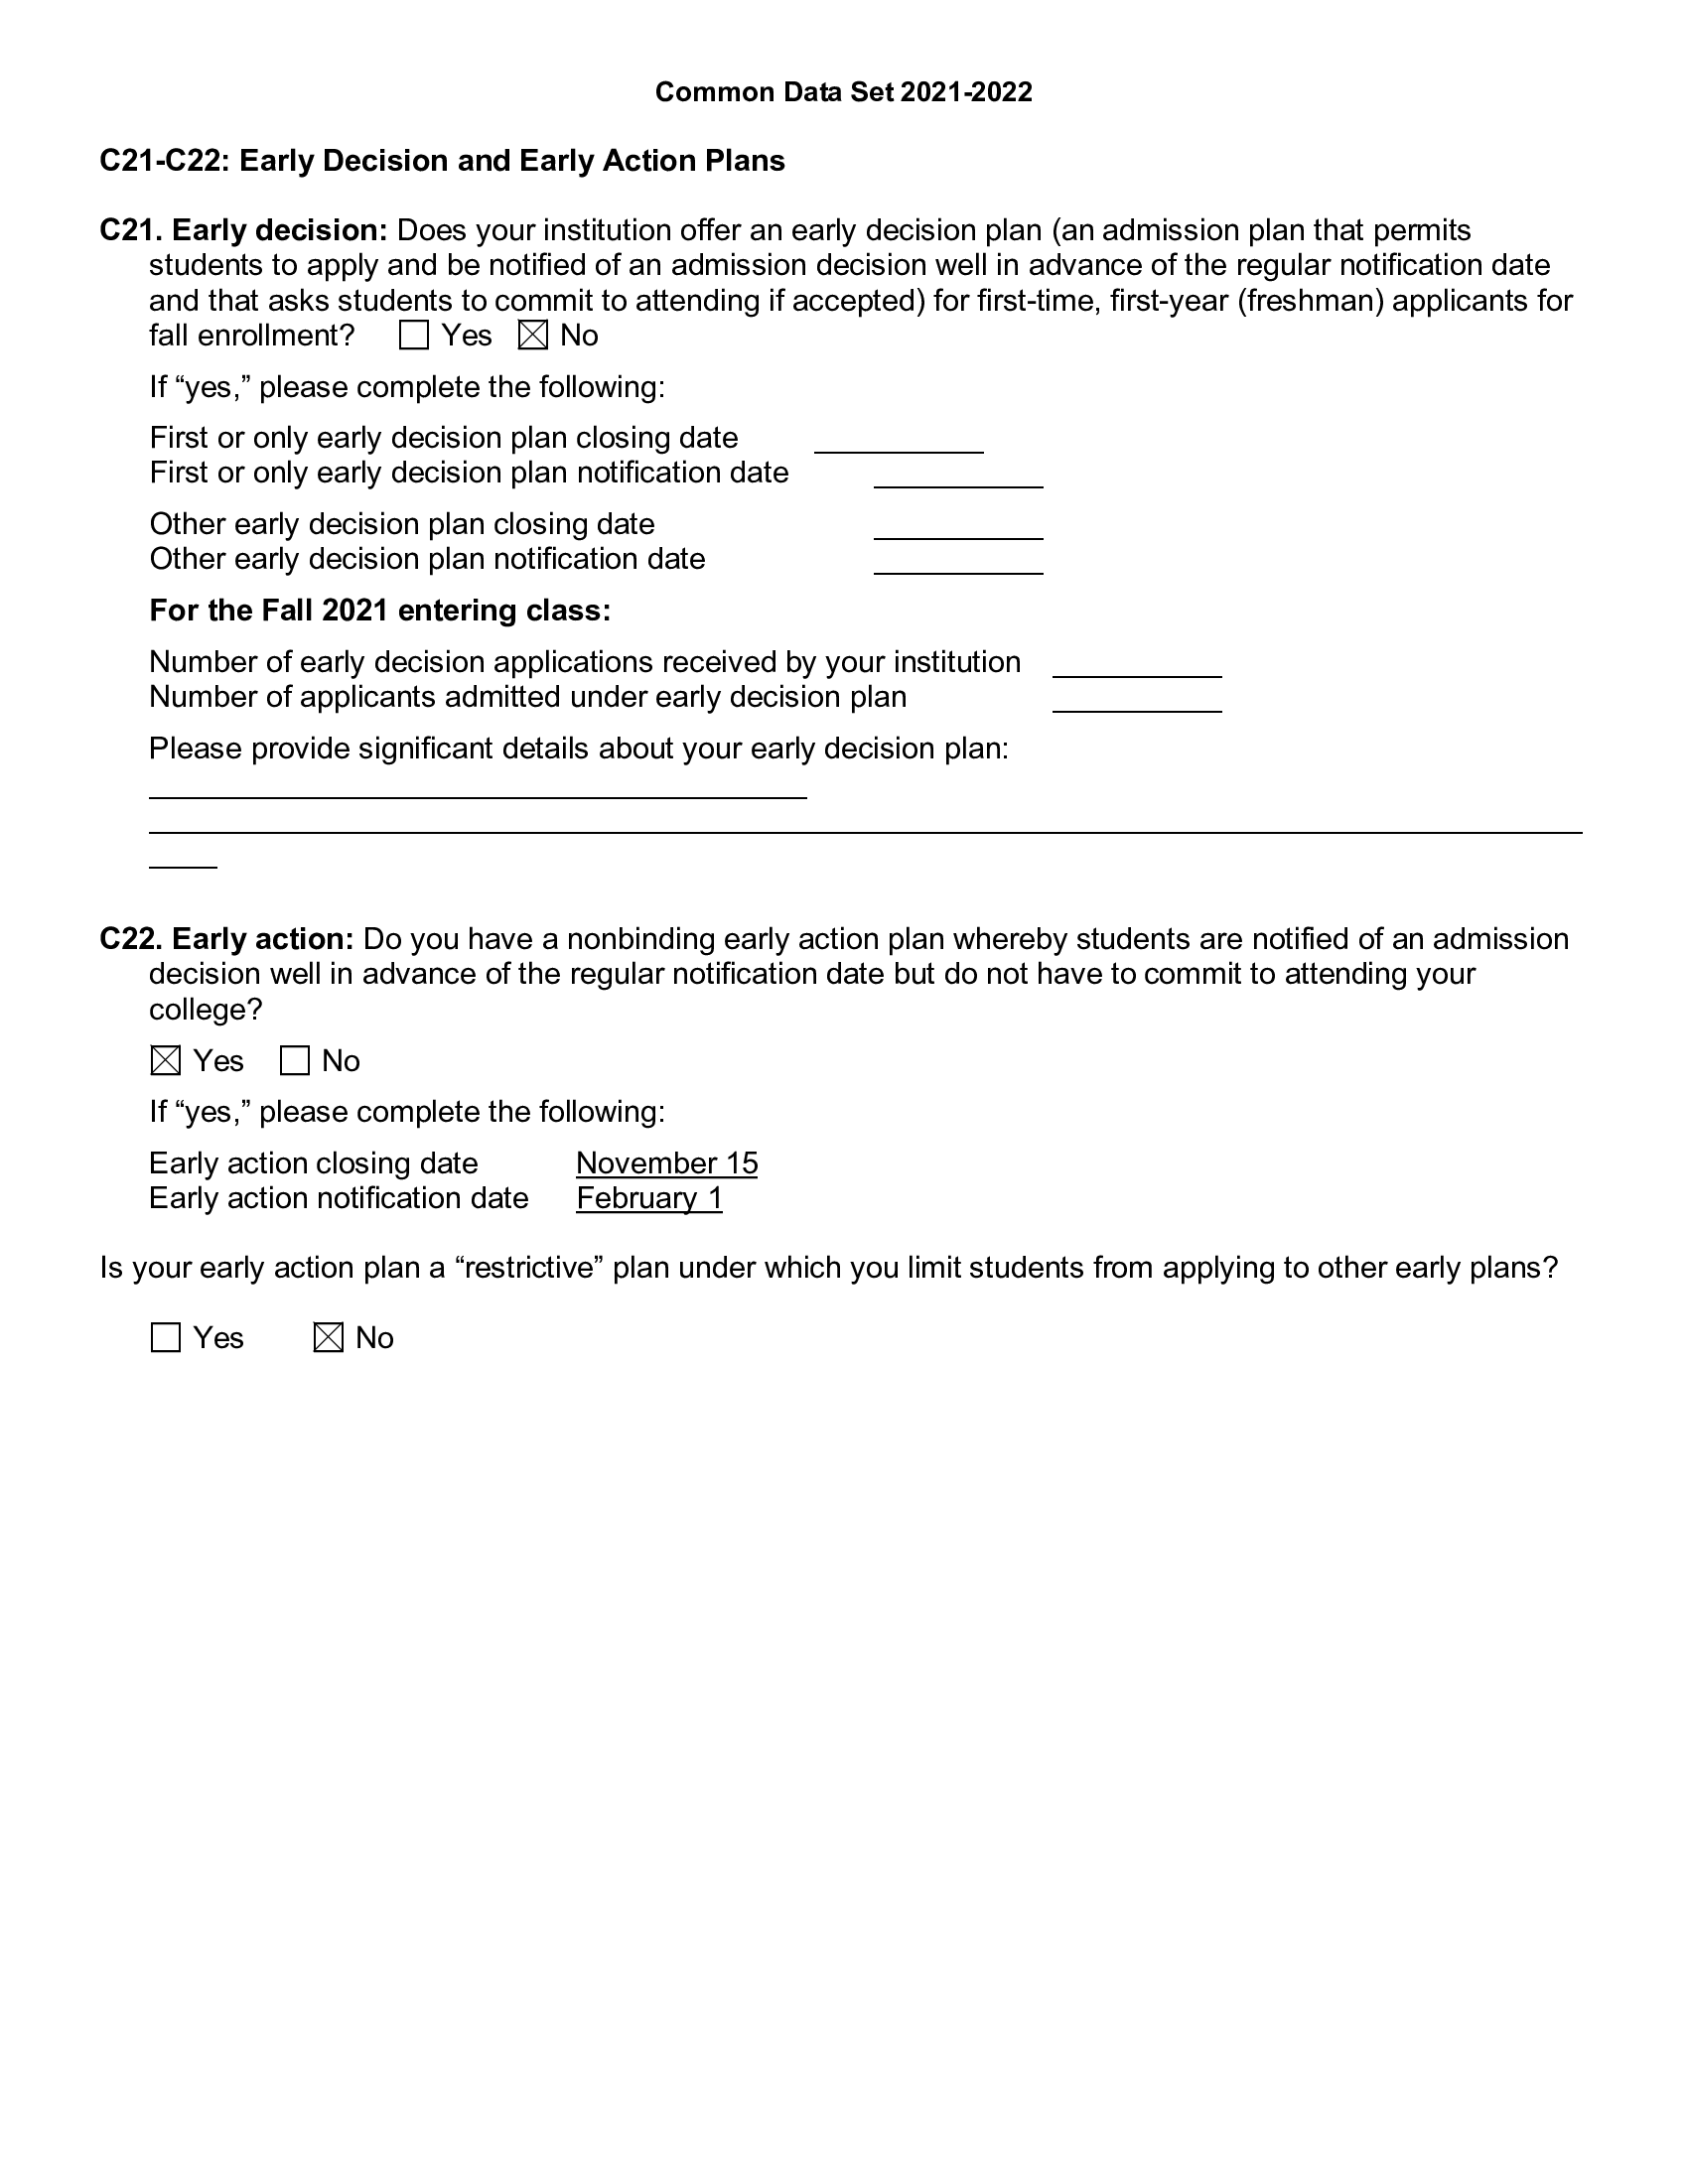 Common Data Set 2021-2022
C21-C22: Early Decision and Early Action Plans
C21. Early decision: Does your institution offer an early decision plan (an admission plan that permits
students to apply and be notified of an admission decision well in advance of the regular notification date
and that asks students to commit to attending if accepted) for first-time, first-year (freshman) applicants for
fall enrollment? ☐ Yes ☒ No
If “yes,” please complete the following:
First or only early decision plan closing date
First or only early decision plan notification date
Other early decision plan closing date
Other early decision plan notification date
For the Fall 2021 entering class:
Number of early decision applications received by your institution
Number of applicants admitted under early decision plan
Please provide significant details about your early decision plan:
C22. Early action: Do you have a nonbinding early action plan whereby students are notified of an admission
decision well in advance of the regular notification date but do not have to commit to attending your
college?
☒ Yes ☐ No
If “yes,” please complete the following:
Early action closing date November 15
Early action notification date February 1
Is your early action plan a “restrictive” plan under which you limit students from applying to other early plans?
☐ Yes ☒ No